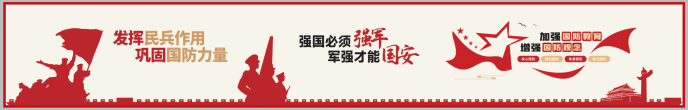 发挥民兵作用
巩固国防力量
强国必须强军
军强才能国安
加强国防教育
增强国防观念